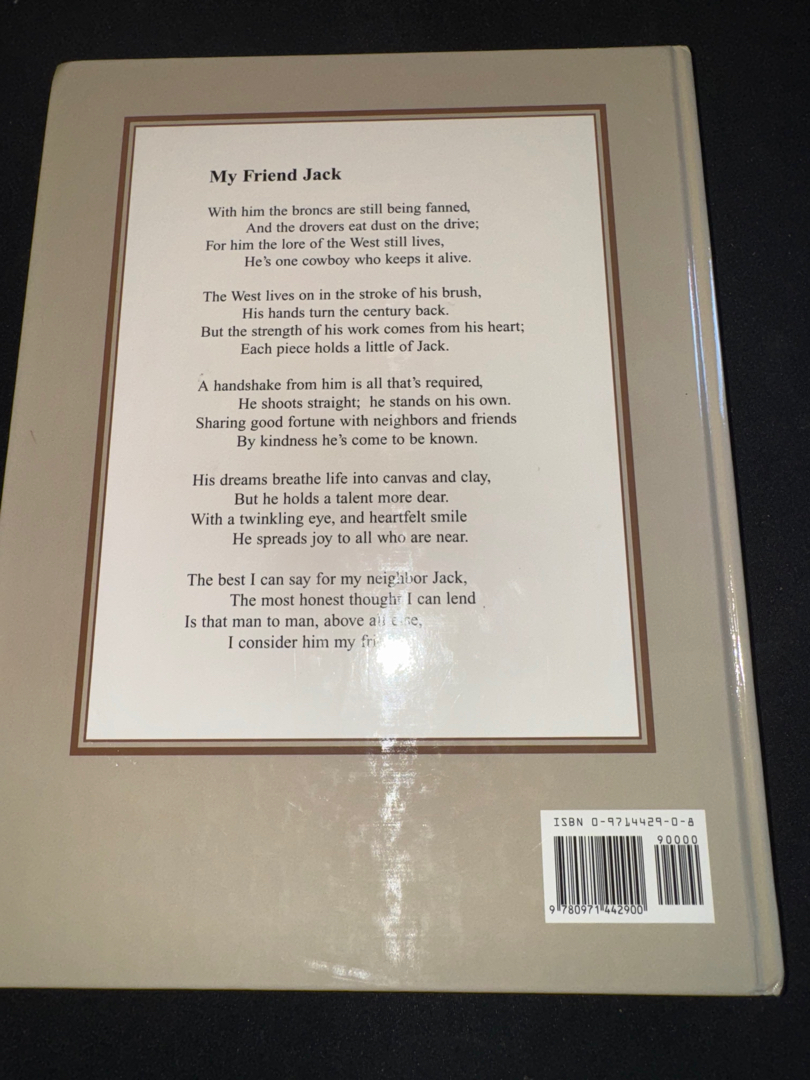 My Friend Jack
With him the broncs are still being fanned,
And the drovers eat dust on the drive;
For him the lore of the West still lives,
He's one cowboy who keeps it alive.
The West lives on in the stroke of his brush,
His hands turn the century back.
But the strength of his work comes from his heart;
Each piece holds a little of Jack.
A handshake from him is all that's required,
He shoots straight; he stands on his own.
Sharing good fortune with neighbors and friends
By kindness he's come to be known.
His dreams breathe life into canvas and clay,
But he holds a talent more dear.
With a twinkling eye, and heartfelt smile
He spreads joy to all who are near.
The best I can say for my neighbor Jack,
The most honest thought I can lend
Is that man to man, above all
I consider him my
ISBN 0-9714429-0-8
90000
9 780971 442900